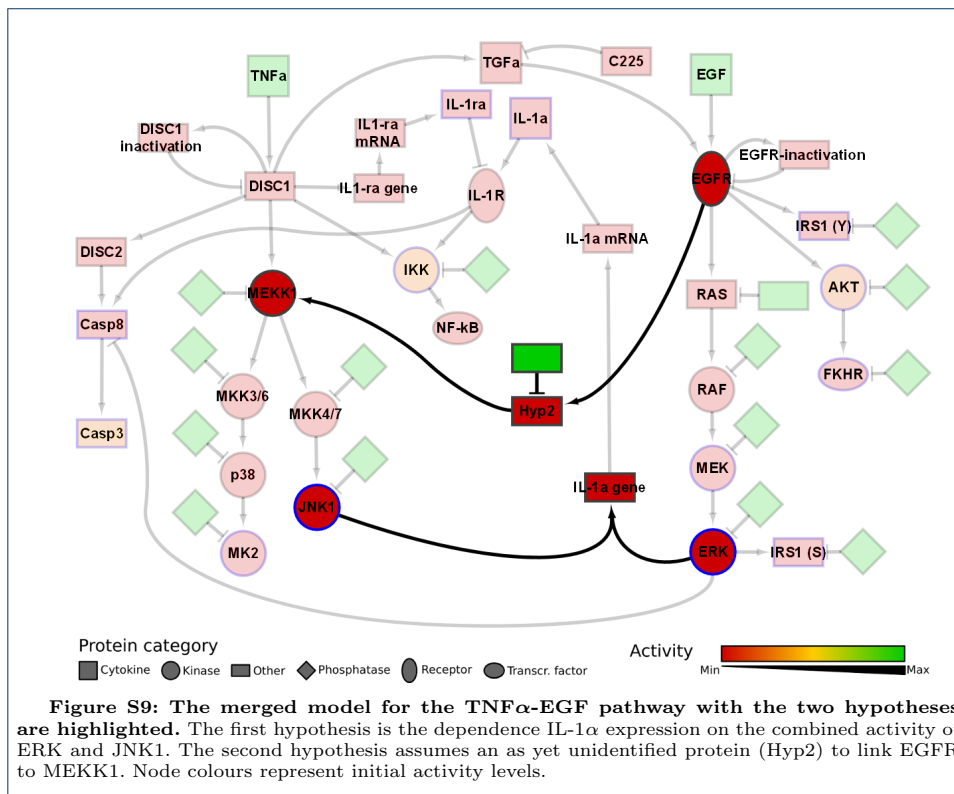 TNFa
TGFa
C225
EGF
IL-1ra
IL-1a
DISC1
inactivation
IL1-ra
mRNA
EGFR-inactivation
DISC1
IL1-ra gene
IL-1R
EGFR
IRS1 (Y)
DISC2
IL-1a mRNA
IKK
AKT
MEKK1
RAS
Casp8
NF-kB
FKHR
MKK3/6
RAF
MKK4/7
Hyp2
Casp3
p38
MEK
IL-1a gene
JNK1
MK2
ERK
IRS1 (S)
Protein category
Cytokine Kinase Other Phosphatase Receptor Transcr. factor
Activity
Min Max
Figure S9: The merged model for the TNFα-EGF pathway with the two hypotheses
are highlighted. The first hypothesis is the dependence IL-1α expression on the combined activity o
ERK and JNK1. The second hypothesis assumes an as yet unidentified protein (Hyp2) to link EGFR
to MEKK1. Node colours represent initial activity levels.